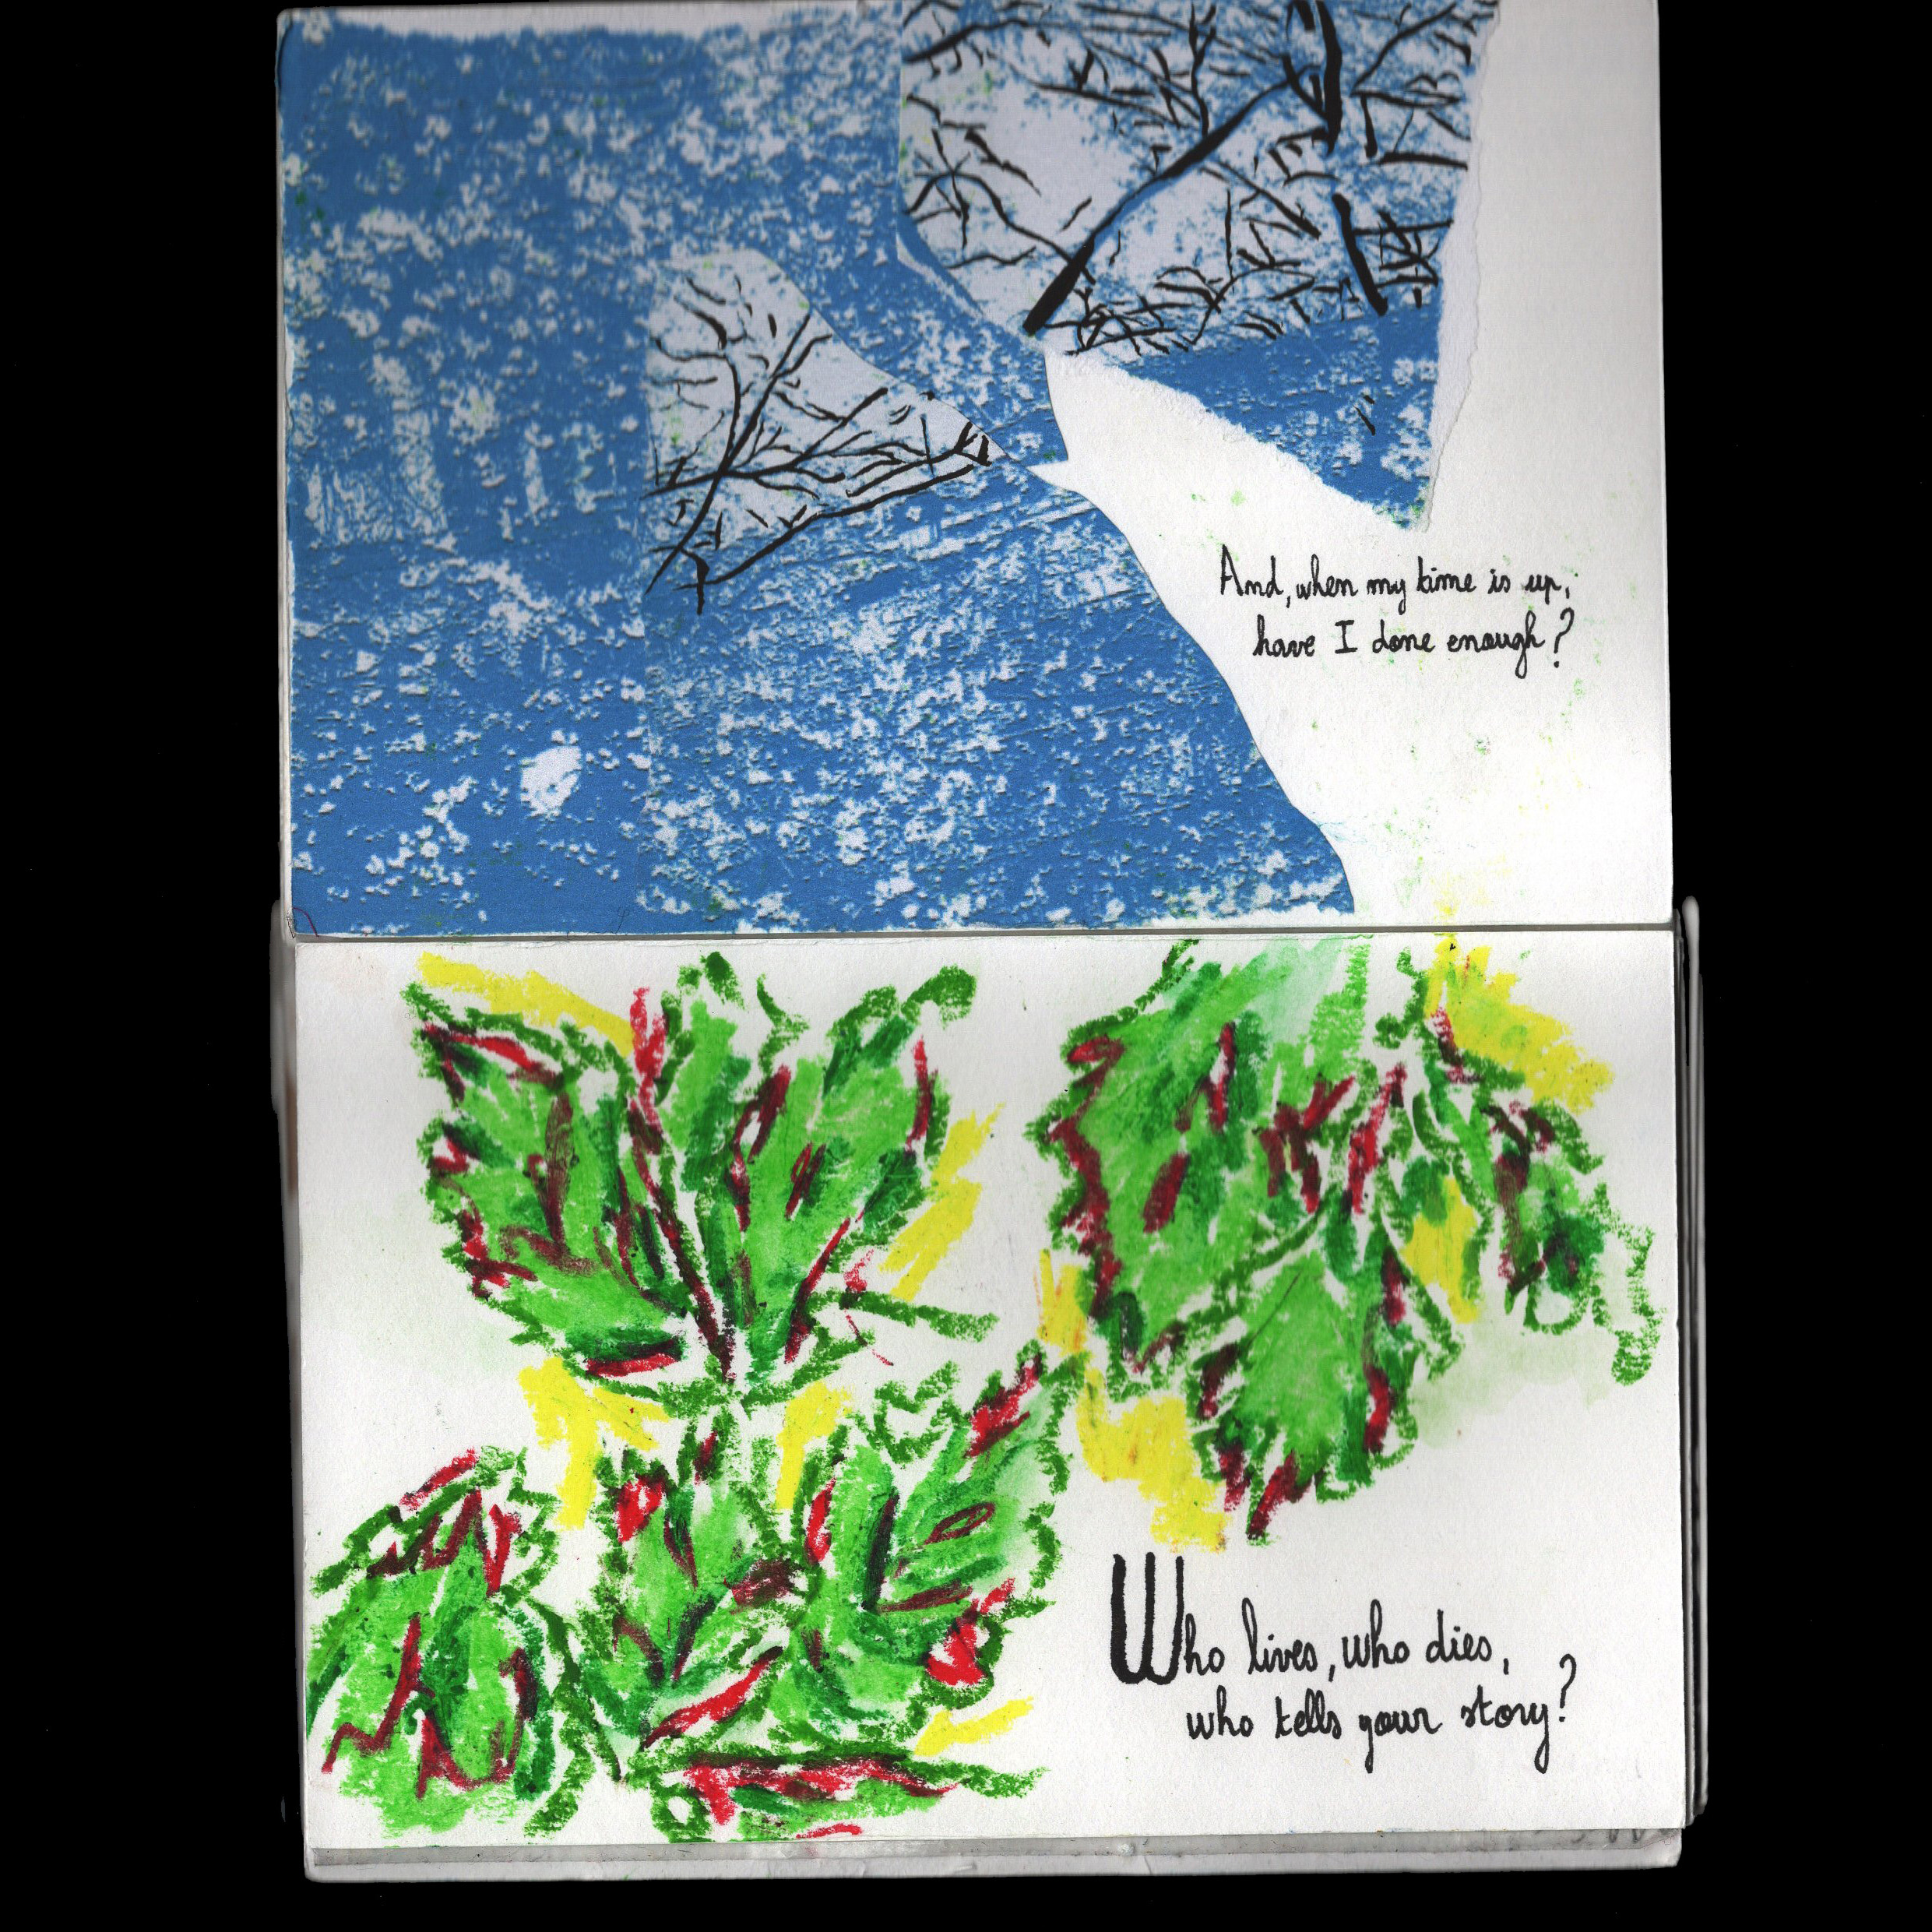 And, when my time is up,
have I done enough?
Who lives, who dies,
who tells your story?